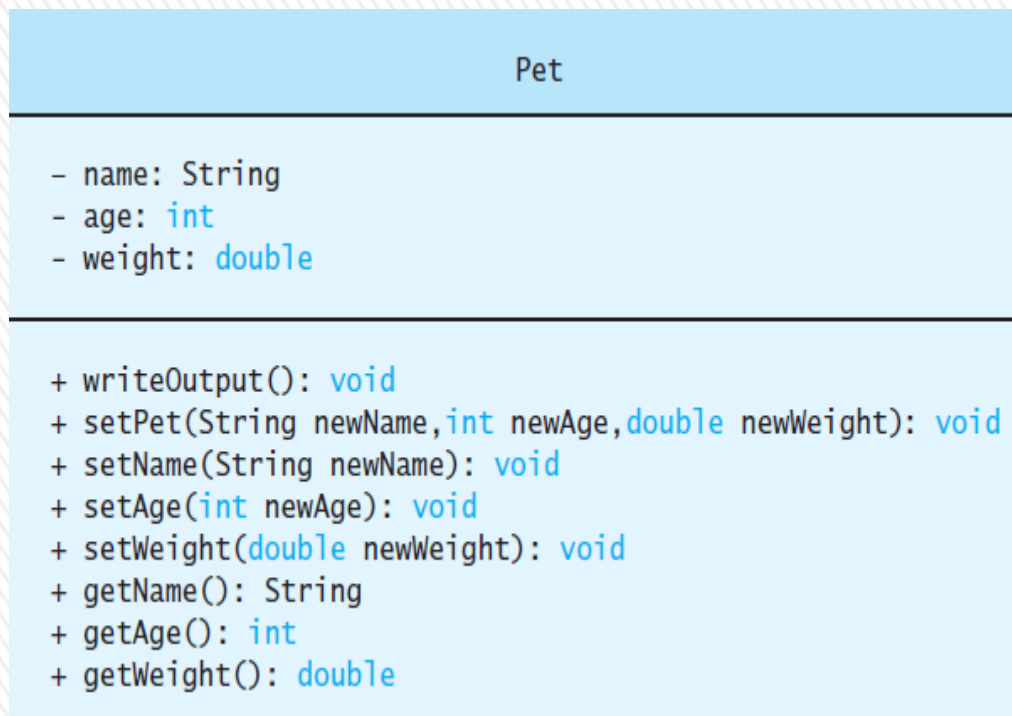 Pet
– name: String
– age: int
– weight: double
+ writeOutput(): void
+ setPet(String newName,int newAge,double newWeight): void
+ setName(String newName): void
+ setAge(int newAge): void
+ setWeight(double newWeight): void
+ getName(): String
+ getAge(): int
+ getWeight(): double